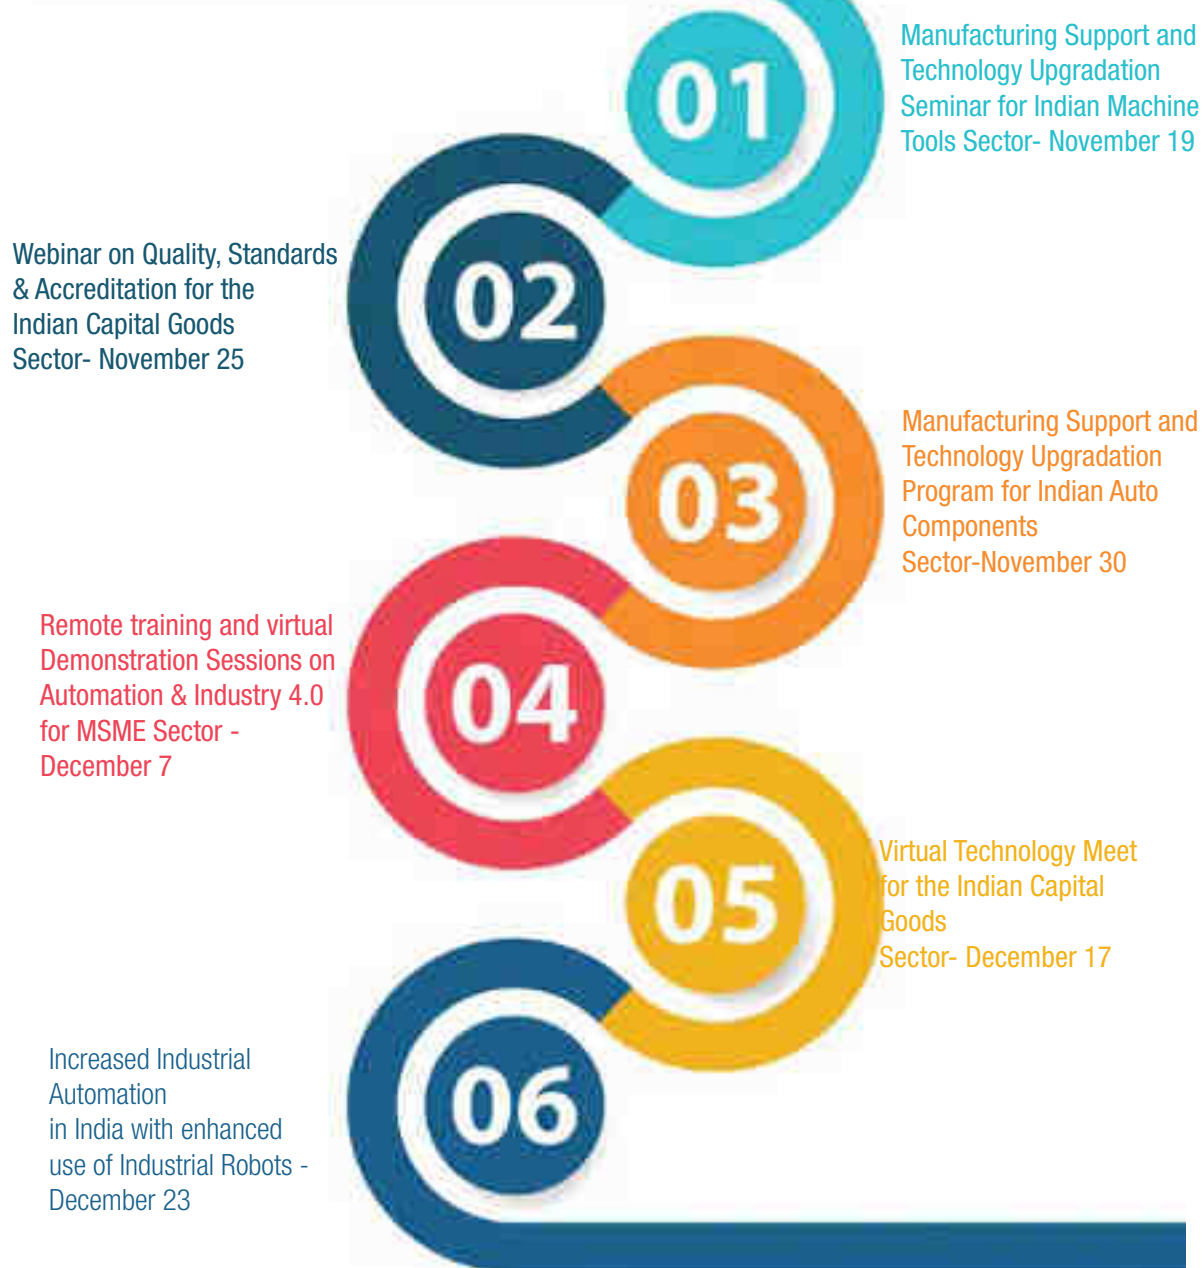 01
Manufacturing Support and
Technology Upgradation
Seminar for Indian Machine
Tools Sector- November 19
02
Webinar on Quality, Standards
& Accreditation for the
Indian Capital Goods
Sector- November 25
03
Manufacturing Support and
Technology Upgradation
Program for Indian Auto
Components
Sector-November 30
04
Remote training and virtual
Demonstration Sessions on
Automation & Industry 4.0
for MSME Sector -
December 7
05
Virtual Technology Meet
for the Indian Capital
Goods
Sector- December 17
06
Increased Industrial
Automation
in India with enhanced
use of Industrial Robots -
December 23